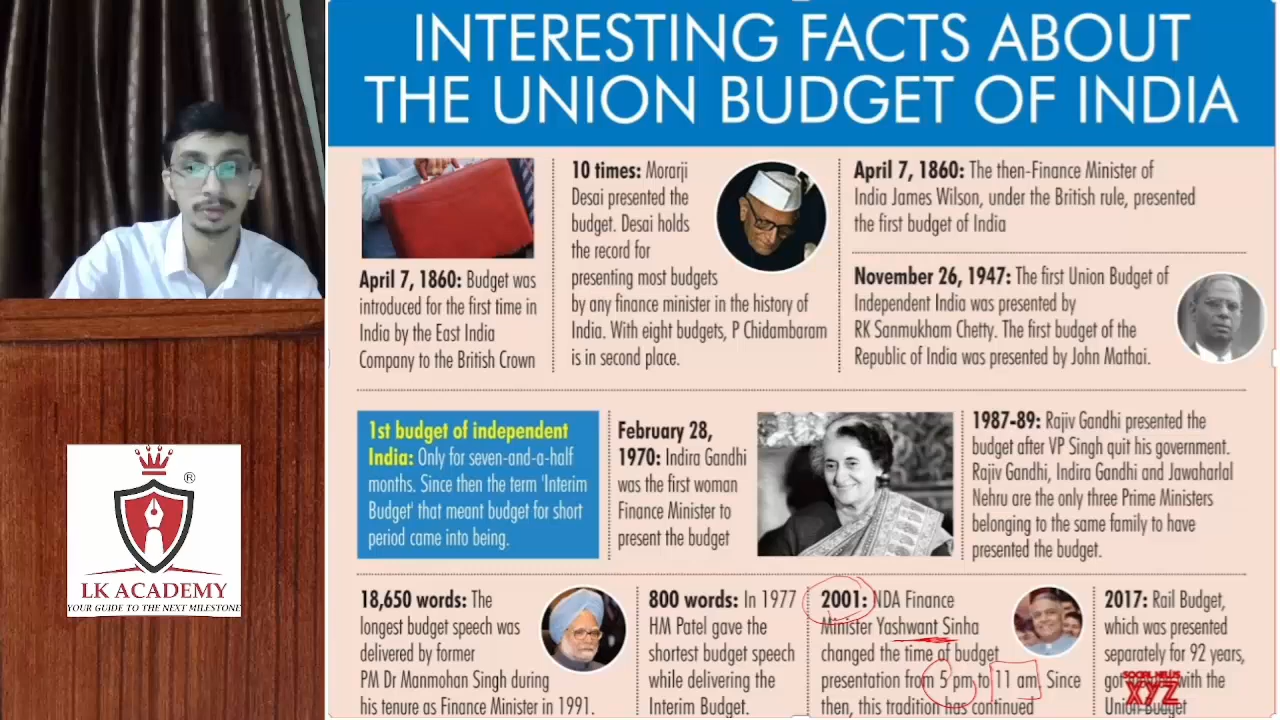 INTERESTING FACTS ABOUT
THE UNION BUDGET OF INDIA
April 7, 1860: Budget was
introduced for the first time in
India by the East India
Company to the British Crown
10 times: Morarji
Desai presented the
budget. Desai holds
the record for
presenting most budgets
by any finance minister in the history of
India. With eight budgets, P Chidambaram
is in second place.
April 7, 1860: The then-Finance Minister of
India James Wilson, under the British rule, presented
the first budget of India
November 26, 1947: The first Union Budget of
Independent India was presented by
RK Sanmukham Chetty. The first budget of the
Republic of India was presented by John Mathai.
1st budget of independent
India: Only for seven-and-a-half
months. Since then the term 'Interim
Budget' that meant budget for short
period came into being.
February 28,
1970: Indira Gandhi
was the first woman
Finance Minister to
present the budget
1987-89: Rajiv Gandhi presented the
budget after VP Singh quit his government.
Rajiv Gandhi, Indira Gandhi and Jawaharlal
Nehru are the only three Prime Ministers
belonging to the same family to have
presented the budget.
18,650 words: The
longest budget speech was
delivered by former
PM Dr Manmohan Singh during
his tenure as Finance Minister in 1991.
800 words: In 1977
HM Patel gave the
shortest budget speech
while delivering the
Interim Budget.
2001: NDA Finance
Minister Yashwant Sinha
changed the time of budget
presentation from 5 pm to 11 am. Since
then, this tradition has continued
2017: Rail Budget,
which was presented
separately for 92 years,
with the
Union Budget
SOCIAL NEWS
XYZ
®
LK ACADEMY
YOUR GUIDE TO THE NEXT MILESTONE